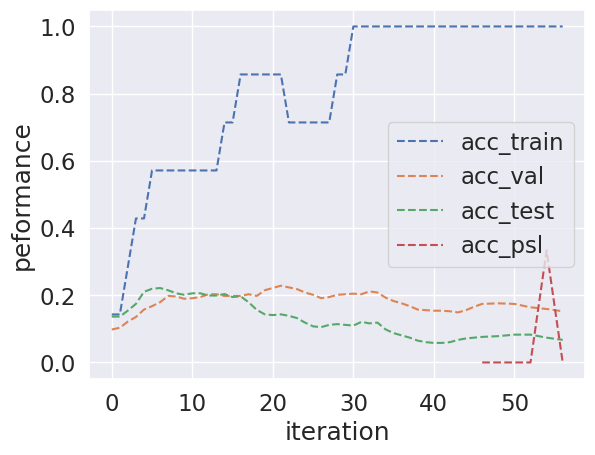 1.0
0.8
0.6
0.4
0.2
0.0
peformance
acc_train
acc_val
acc_test
acc_psl
0 10 20 30 40 50
iteration